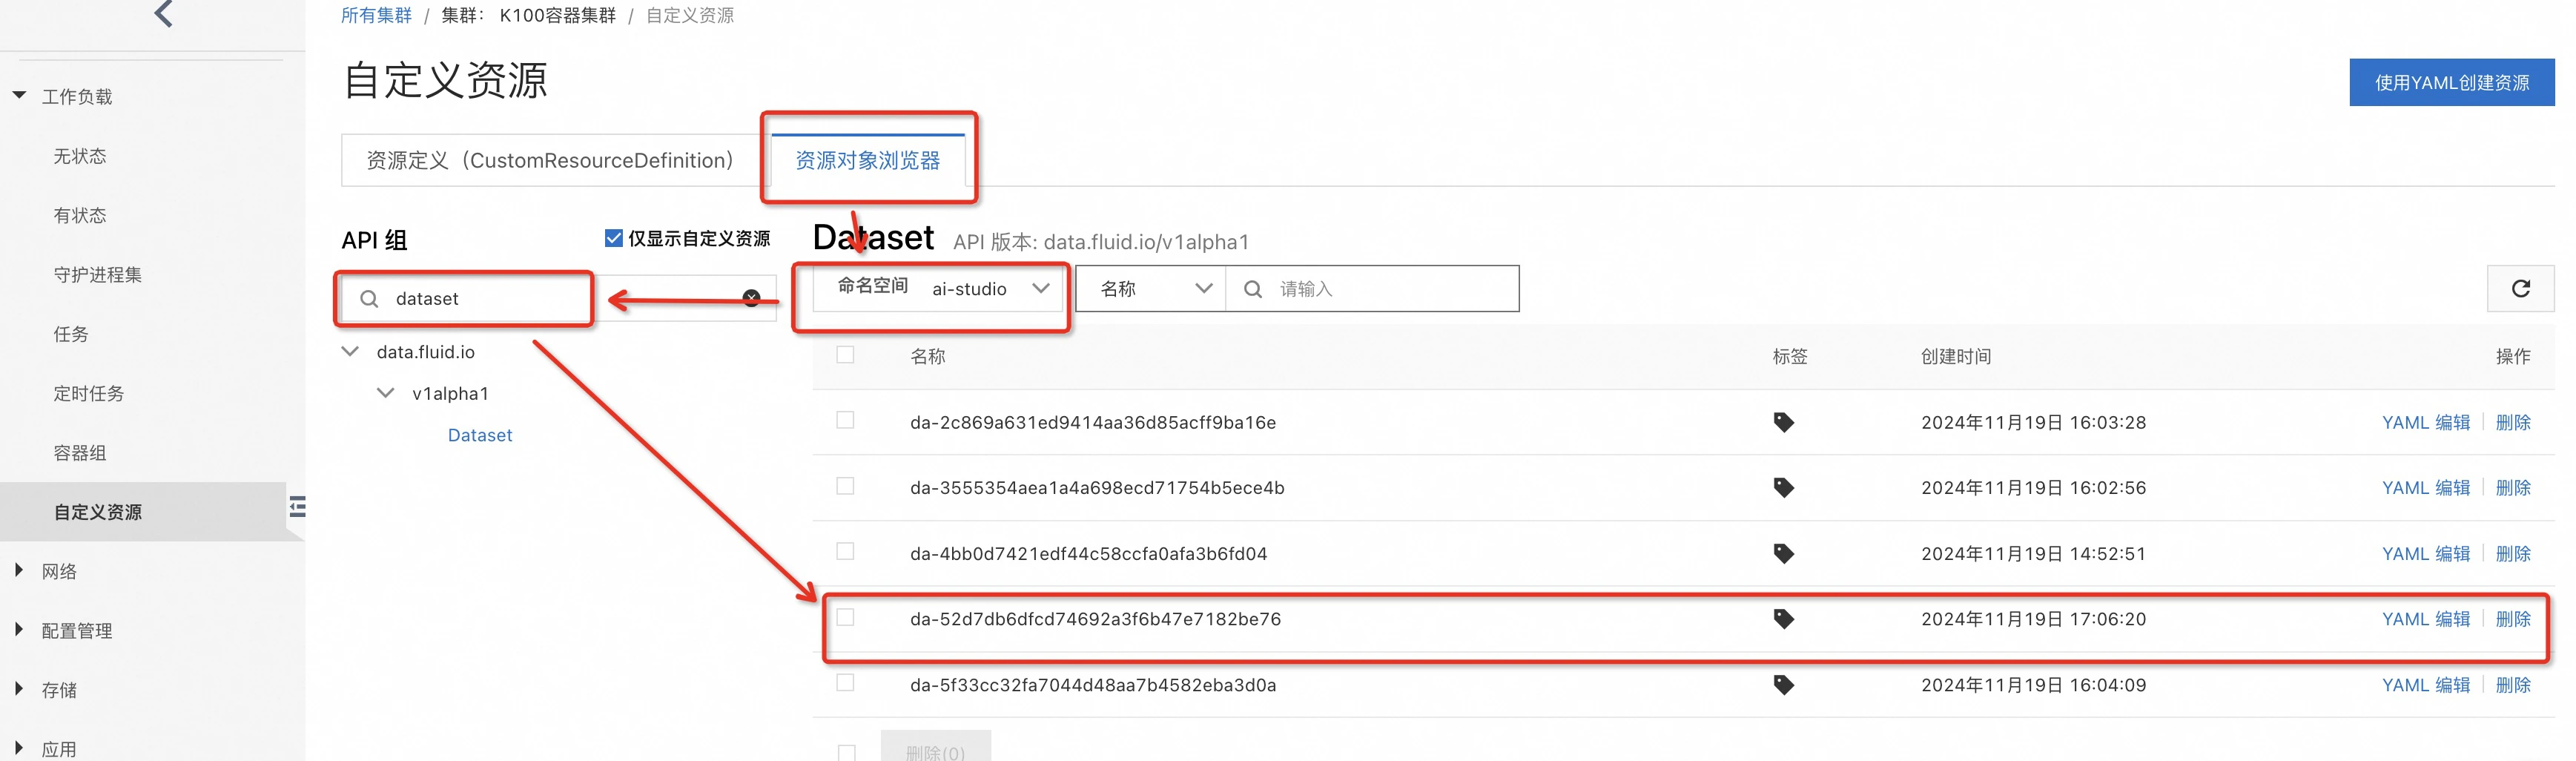 所有集群 / 集群： K100容器集群 / 自定义资源
自定义资源
使用YAML创建资源
资源定义（CustomResourceDefinition）
资源对象浏览器
工作负载
无状态
有状态
守护进程集
任务
定时任务
容器组
自定义资源
网络
配置管理
存储
应用
API 组
仅显示自定义资源
dataset
data.fluid.io
v1alpha1
Dataset
Dataset API 版本: data.fluid.io/v1alpha1
命名空间 ai-studio 名称 请输入
名称 标签 创建时间 操作
da-2c869a631ed9414aa36d85acff9ba16e 2024年11月19日 16:03:28 YAML 编辑 删除
da-3555354aea1a4a698ecd71754b5ece4b 2024年11月19日 16:02:56 YAML 编辑 删除
da-4bb0d7421edf44c58ccfa0afa3b6fd04 2024年11月19日 14:52:51 YAML 编辑 删除
da-52d7db6dfcd74692a3f6b47e7182be76 2024年11月19日 17:06:20 YAML 编辑 删除
da-5f33cc32fa7044d48aa7b4582eba3d0a 2024年11月19日 16:04:09 YAML 编辑 删除
删除(0)